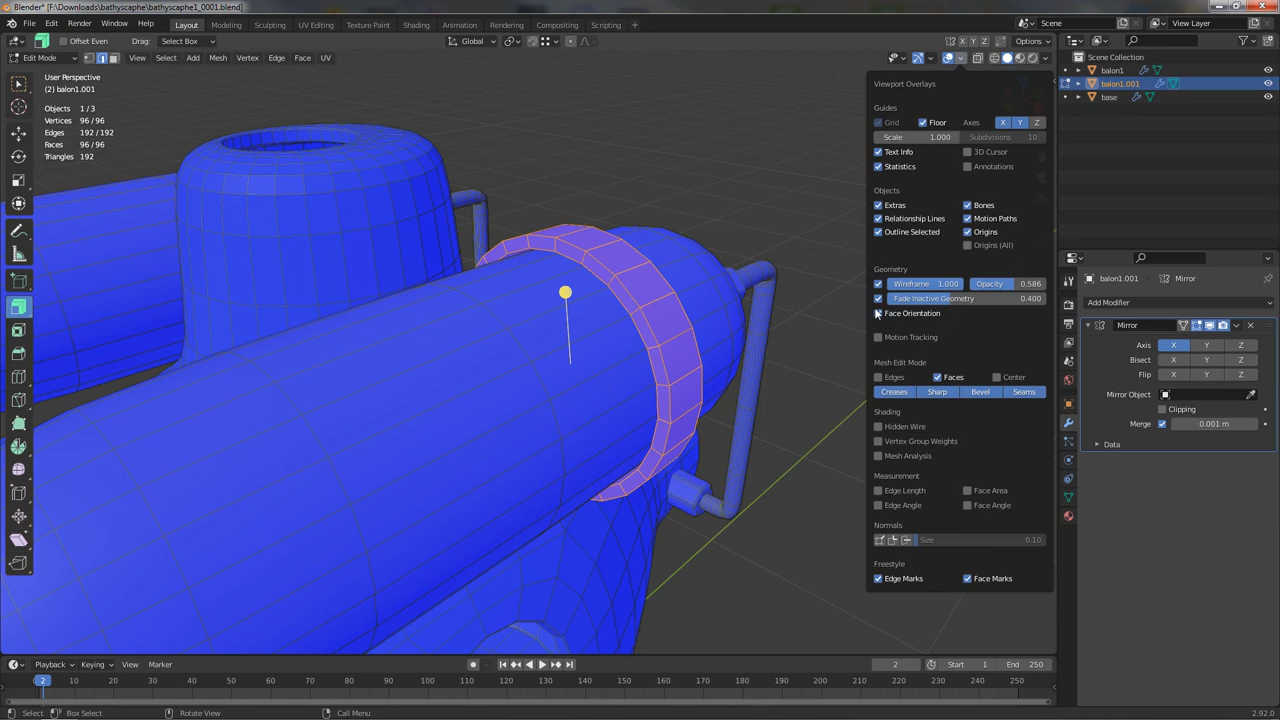 Blender* [F:\Downloads\bathyscaphe\bathyscaphe1_0001.blend]
File Edit Render Window Help Layout Modeling Sculpting UV Editing Texture Paint Shading Animation Rendering Compositing Scripting + Scene View Layer
Offset Even Drag: Select Box Global X Y Z Options
Edit Mode View Select Add Mesh Vertex Edge Face UV
User Perspective
(2) balon1.001
Objects 1/3
Vertices 96/96
Edges 192/192
Faces 96/96
Triangles 192
Viewport Overlays
Guides
Grid Floor Axes X Y Z
Scale 1.000 Subdivisions 10
Text Info 3D Cursor
Statistics Annotations
Objects
Extras Bones
Relationship Lines Motion Paths
Outline Selected Origins
Origins (All)
Geometry
Wireframe 1.000 Opacity 0.586
Fade Inactive Geometry 0.400
Face Orientation
Motion Tracking
Mesh Edit Mode
Edges Faces Center
Creases Sharp Bevel Seams
Shading
Hidden Wire
Vertex Group Weights
Mesh Analysis
Measurement
Edge Length Face Area
Edge Angle Face Angle
Normals
Size 0.10
Freestyle
Edge Marks Face Marks
Scene Collection
balon1
balon1.001
base
balon1.001 Mirror
Add Modifier
Mirror
Axis X Y Z
Bisect X Y Z
Flip X Y Z
Mirror Object
Clipping
Merge 0.001 m
Data
Playback Keying View Marker 2 Start 1 End 250
2 10 20 30 40 50 60 70 80 90 100 110 120 130 140 150 160 170 180 190 200 210 220 230 240 250
Select Box Select Rotate View Call Menu 2.92.0